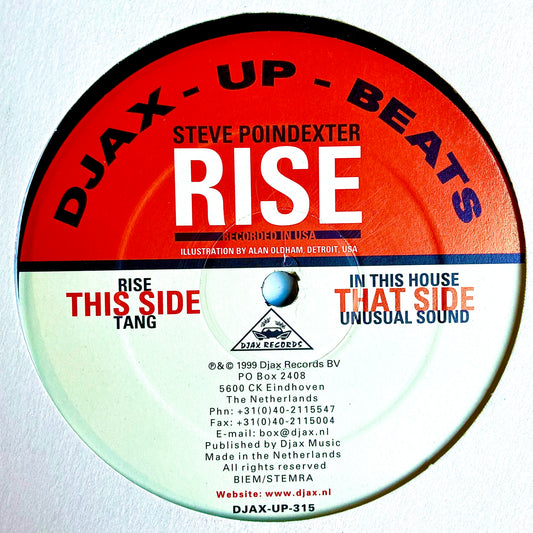 DJAX - UP - BEATS
STEVE POINDEXTER
RISE
RECORDED IN USA
ILLUSTRATION BY ALAN OLDHAM, DETROIT, USA
RISE
THIS SIDE
TANG
IN THIS HOUSE
THAT SIDE
UNUSUAL SOUND
DJAX RECORDS
℗ & © 1999 Djax Records BV
PO Box 2408
5600 CK Eindhoven
The Netherlands
Phn: +31(0)40-2115547
Fax: +31(0)40-2115004
E-mail: box@djax.nl
Published by Djax Music
Made in the Netherlands
All rights reserved
BIEM/STEMRA
Website: www.djax.nl
DJAX-UP-315